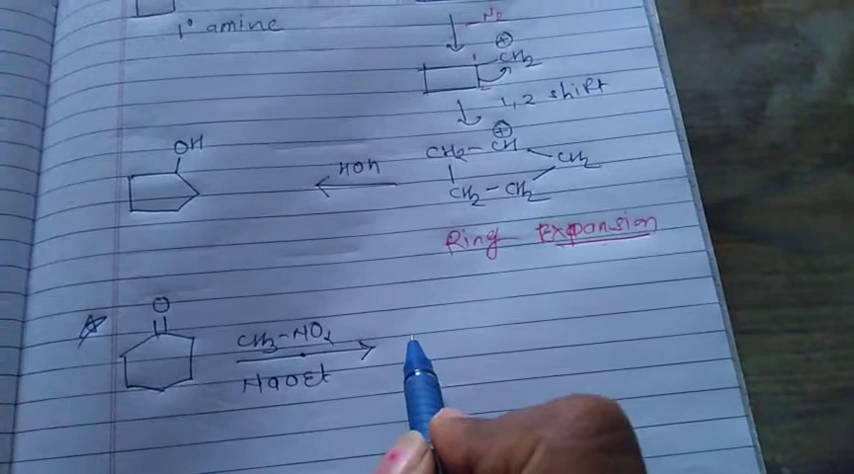 1° amine
-N2
⊕
CH2
1,2 shift
OH
⊕
CH2-CH
CH2
HOH
CH2-CH2
Ring Expansion
O
CH3-NO2
NaOEt